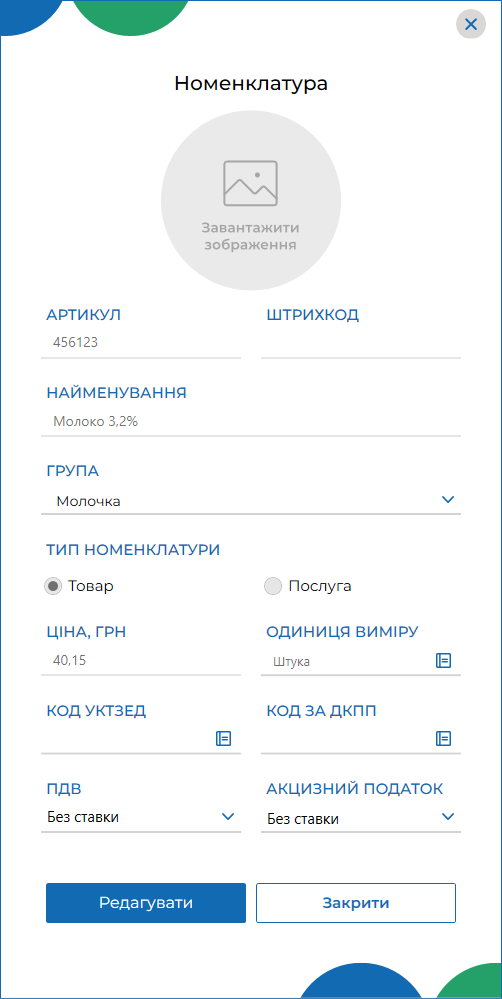 Номенклатура
Завантажити
зображення
АРТИКУЛ
ШТРИХКОД
456123
НАЙМЕНУВАННЯ
Молоко 3,2%
ГРУПА
Молочка
ТИП НОМЕНКЛАТУРИ
Товар
Послуга
ЦІНА, ГРН
ОДИНИЦЯ ВИМІРУ
40,15
Штука
КОД УКТЗЕД
КОД ЗА ДКПП
ПДВ
АКЦИЗНИЙ ПОДАТОК
Без ставки
Без ставки
Редагувати
Закрити